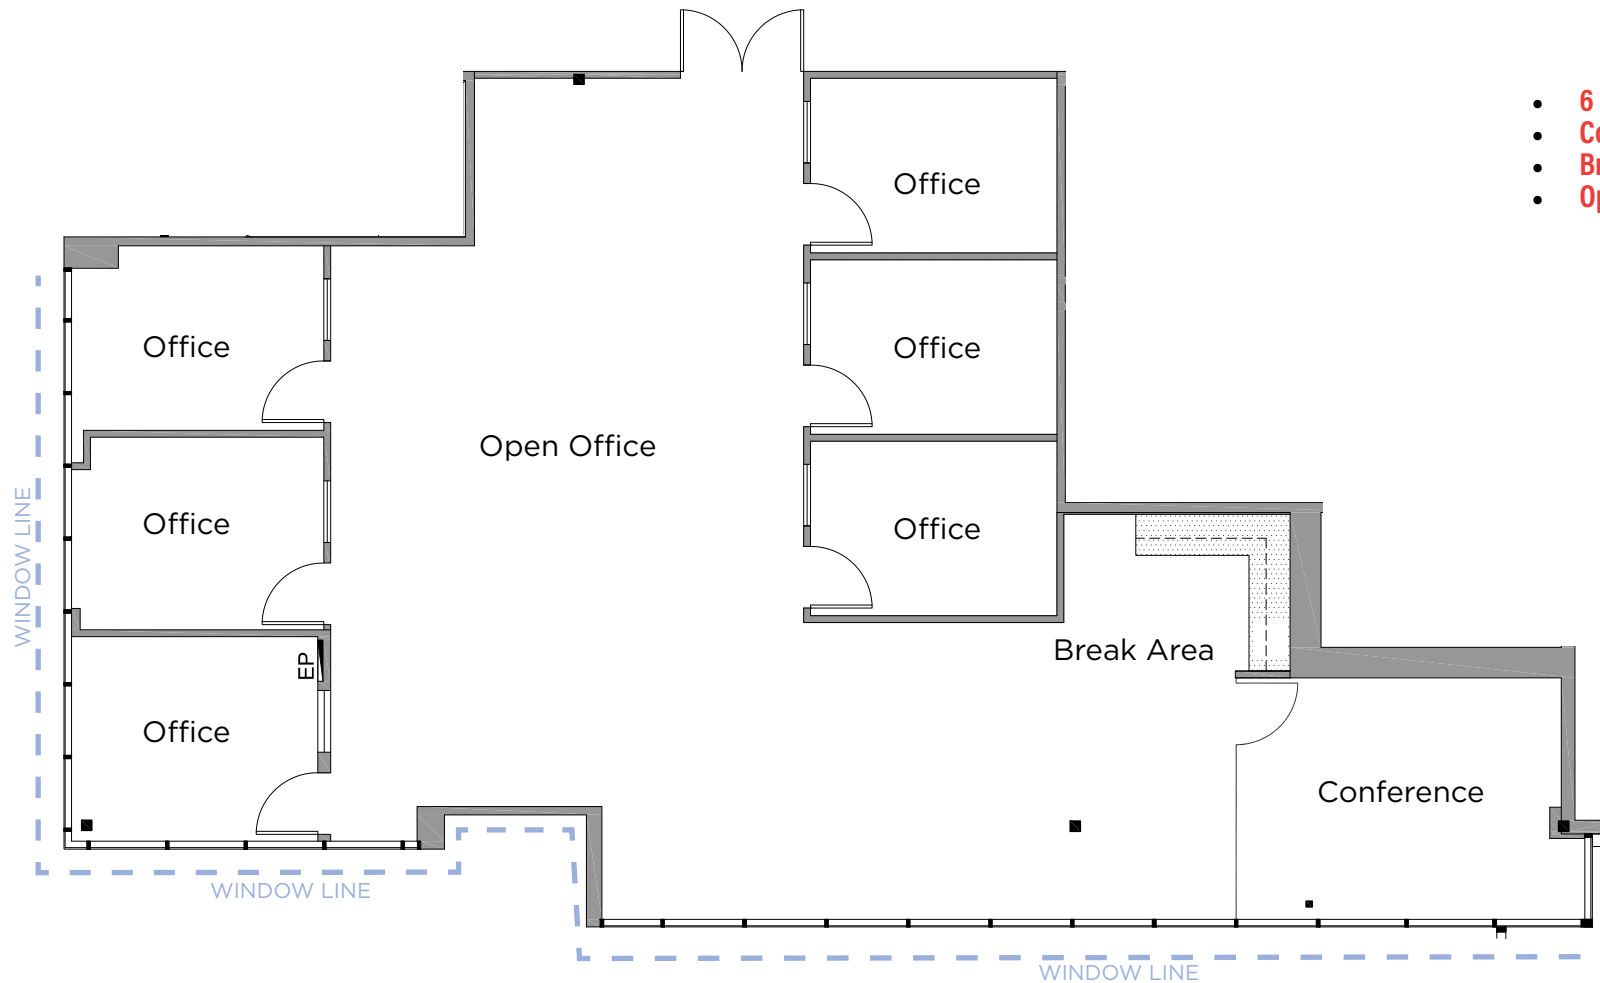 6
Office
Office
Office
Open Office
Office
Office
WINDOW LINE
Break Area
EP
Office
Conference
WINDOW LINE
WINDOW LINE